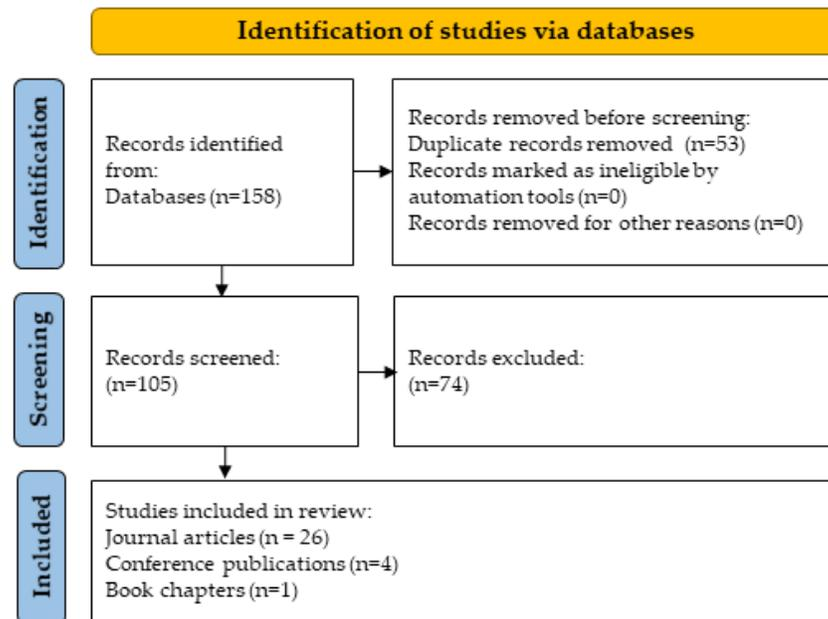 Identification of studies via databases
Identification
Records identified
from:
Databases (n=158)
Records removed before screening:
Duplicate records removed (n=53)
Records marked as ineligible by
automation tools (n=0)
Records removed for other reasons (n=0)
Screening
Records screened:
(n=105)
Records excluded:
(n=74)
Included
Studies included in review:
Journal articles (n = 26)
Conference publications (n=4)
Book chapters (n=1)